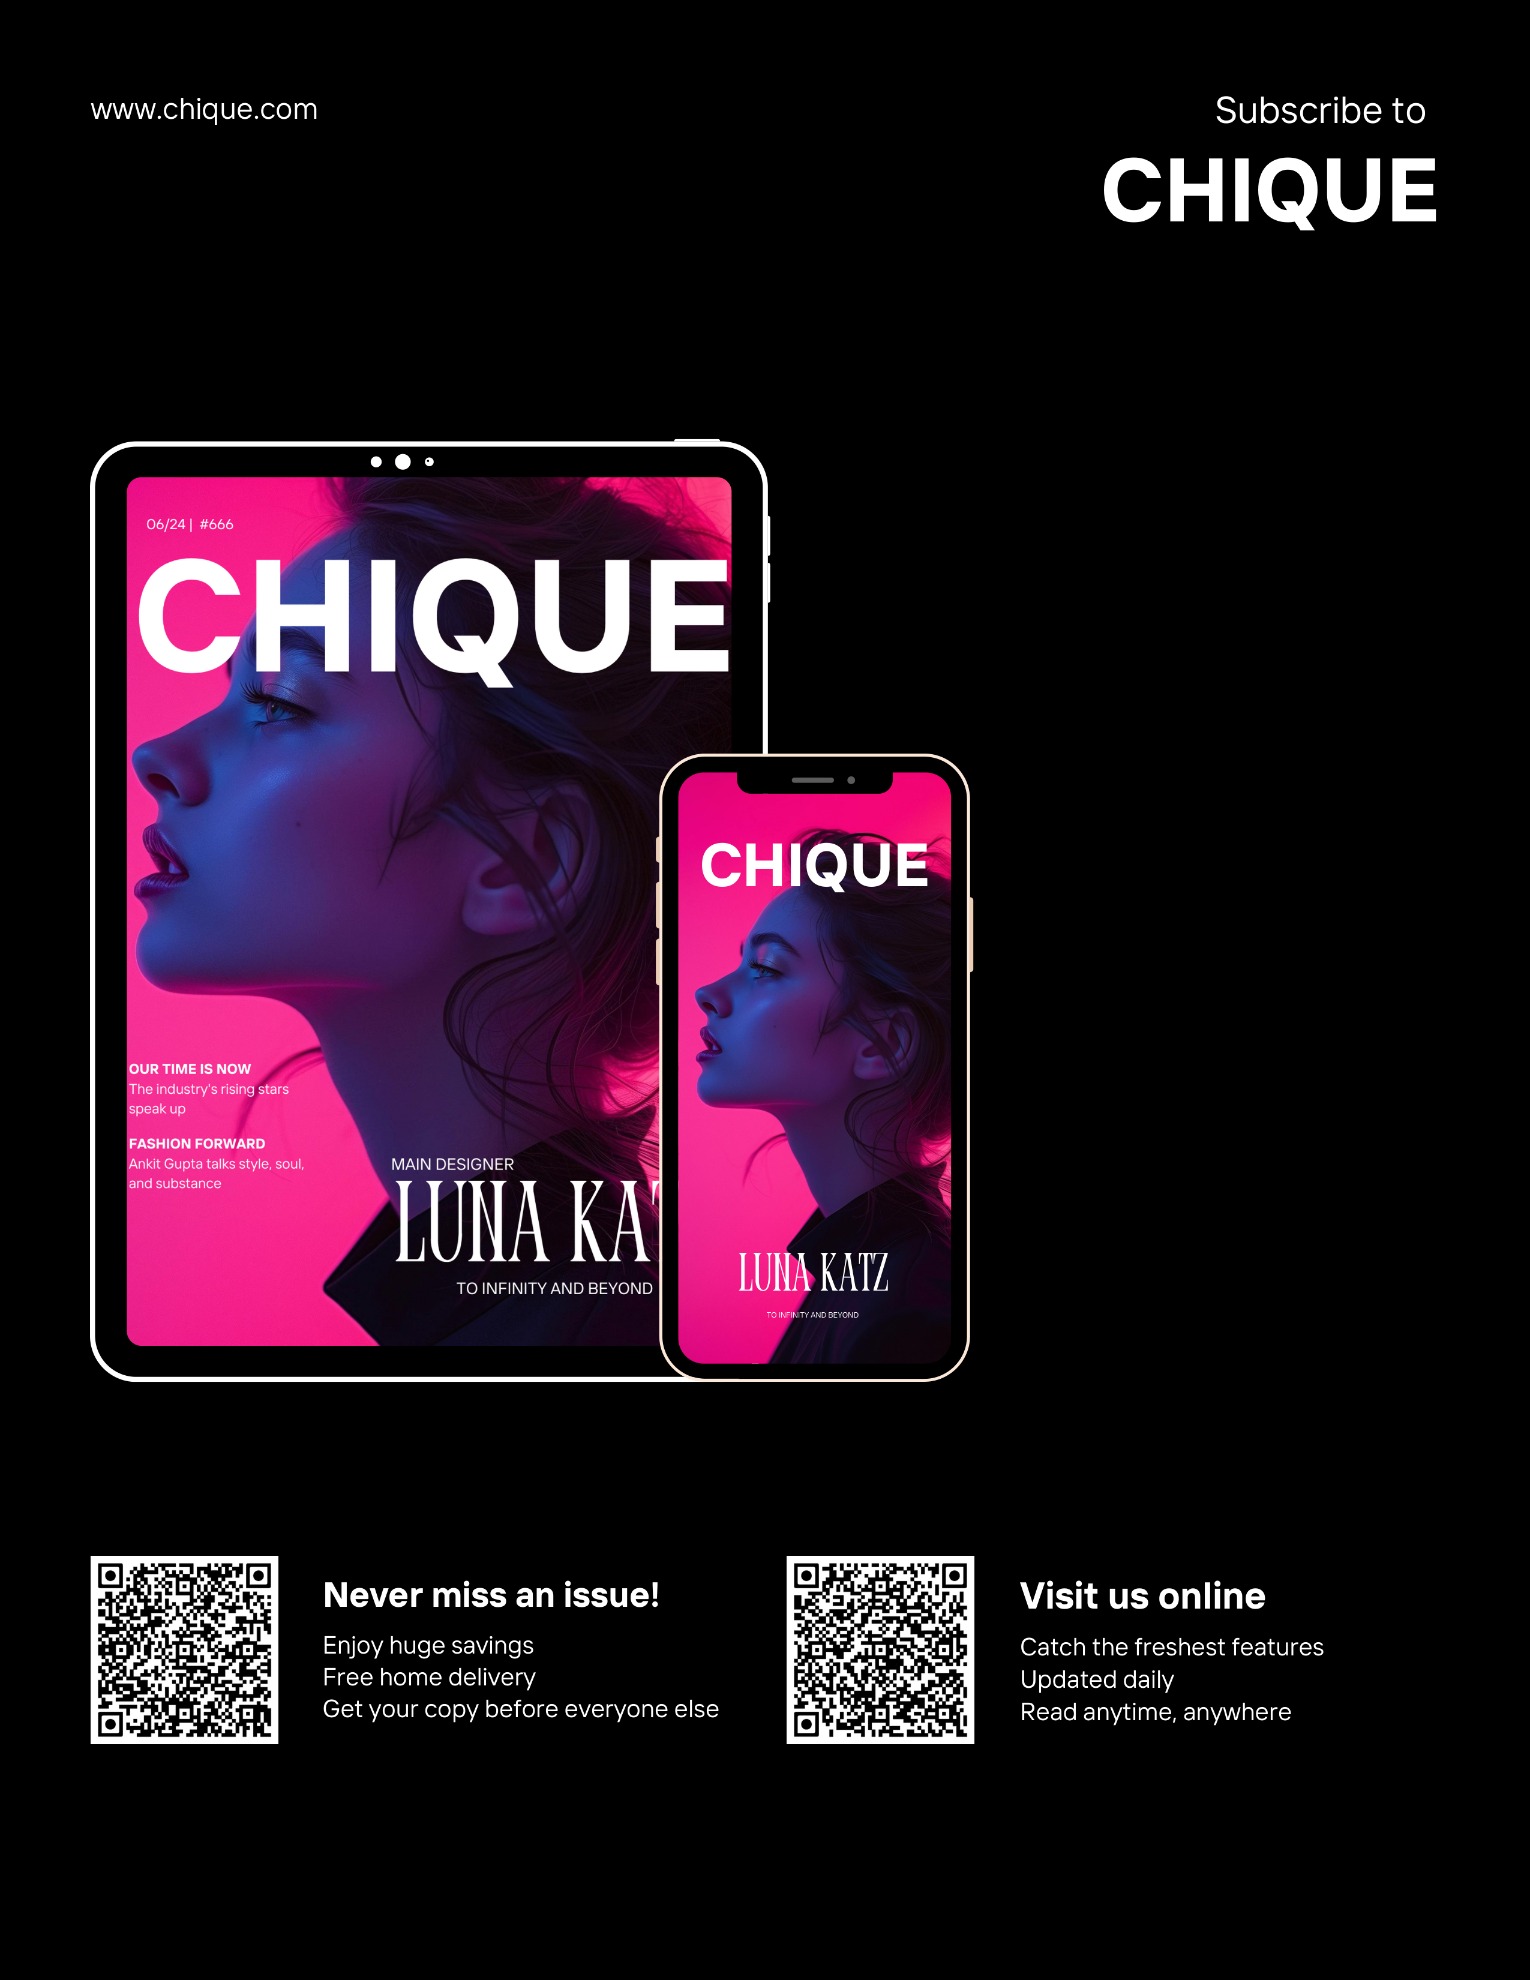 www.chique.com
Subscribe to
CHIQUE
06/24 | #666
CHIQUE
OUR TIME IS NOW
The industry's rising stars
speak up
FASHION FORWARD
Ankit Gupta talks style, soul,
and substance
MAIN DESIGNER
LUNA KAT
TO INFINITY AND BEYOND
CHIQUE
LUNA KATZ
TO INFINITY AND BEYOND
Never miss an issue!
Enjoy huge savings
Free home delivery
Get your copy before everyone else
Visit us online
Catch the freshest features
Updated daily
Read anytime, anywhere